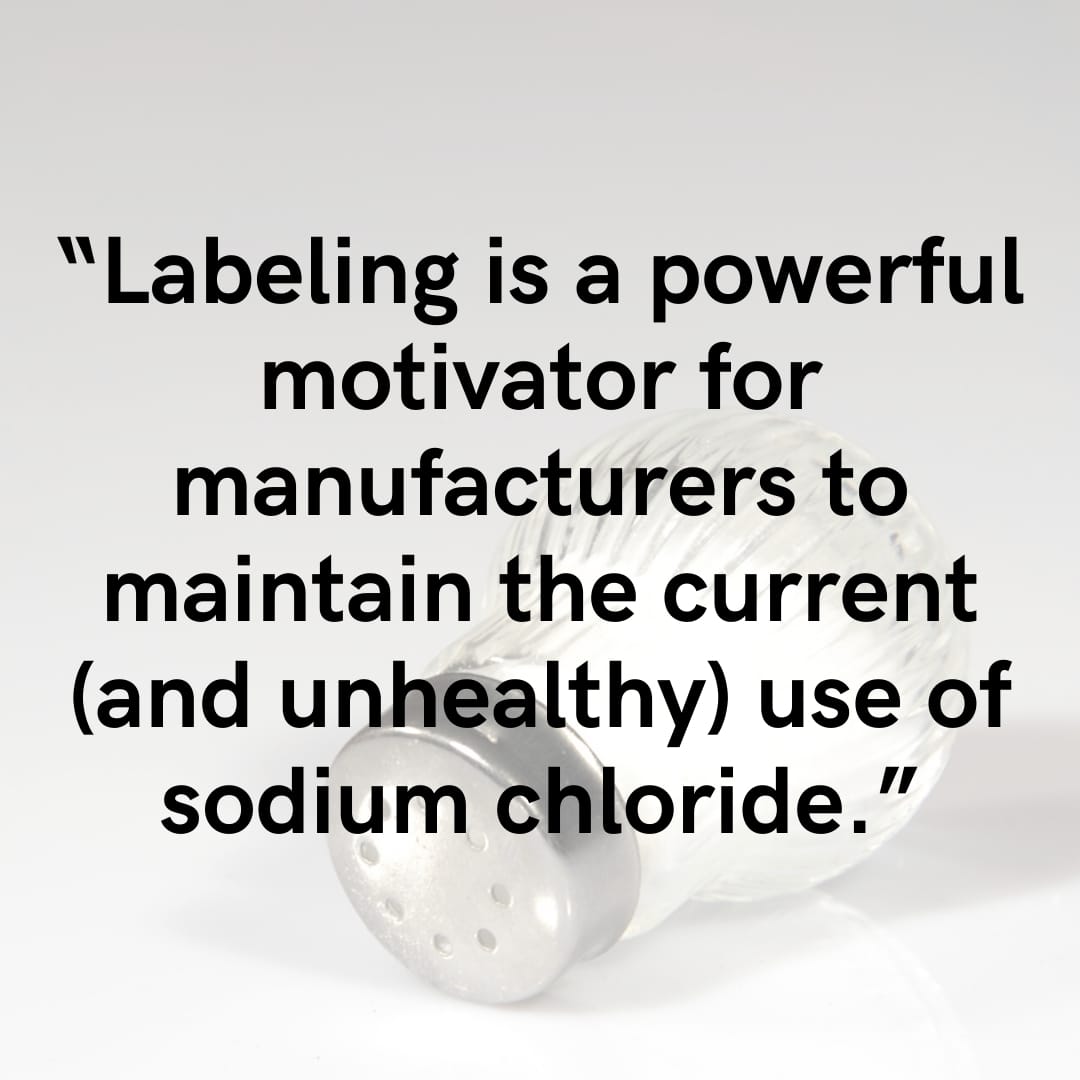 “Labeling is a powerful
motivator for
manufacturers to
maintain the current
(and unhealthy) use of
sodium chloride.”